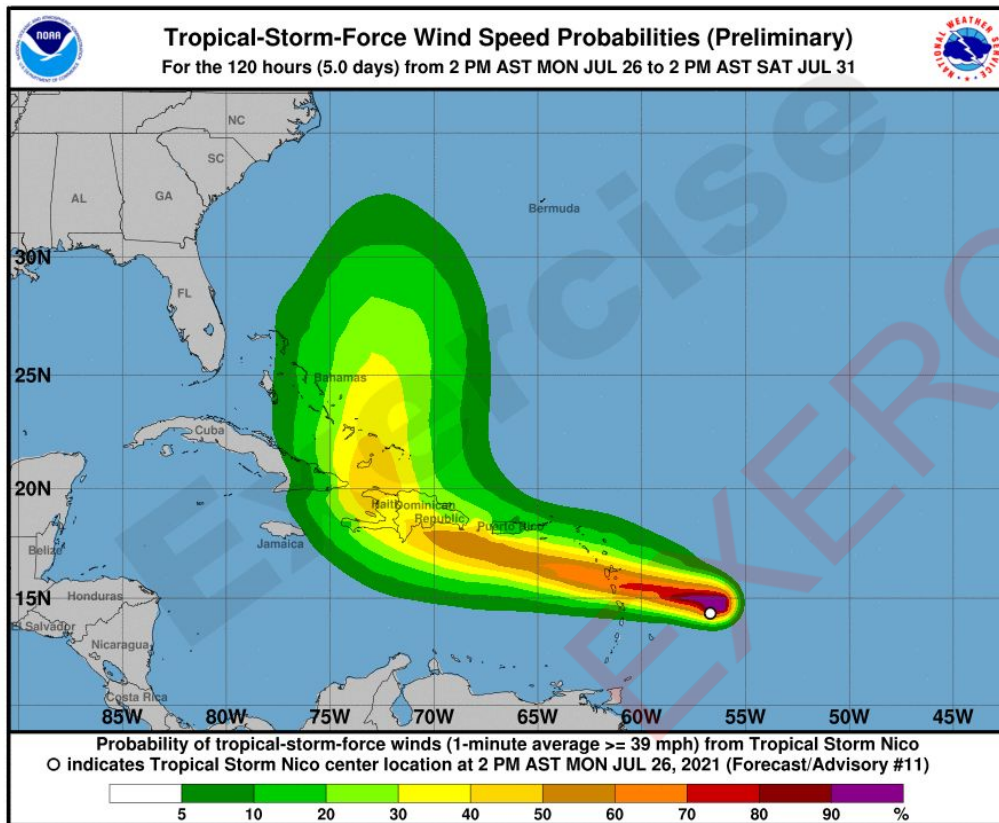 NOAA
Tropical-Storm-Force Wind Speed Probabilities (Preliminary)
For the 120 hours (5.0 days) from 2 PM AST MON JUL 26 to 2 PM AST SAT JUL 31
NATIONAL WEATHER SERVICE
NC
SC
AL
GA
Bermuda
30N
FL
25N
Bahamas
Cuba
20N
Haiti
Dominican
Republic
Puerto Rico
Jamaica
Belize
15N
Honduras
El Salvador
Nicaragua
Costa Rica
85W 80W 75W 70W 65W 60W 55W 50W 45W
Exercise
EXERC
Probability of tropical-storm-force winds (1-minute average >= 39 mph) from Tropical Storm Nico
O indicates Tropical Storm Nico center location at 2 PM AST MON JUL 26, 2021 (Forecast/Advisory #11)
5 10 20 30 40 50 60 70 80 90 %